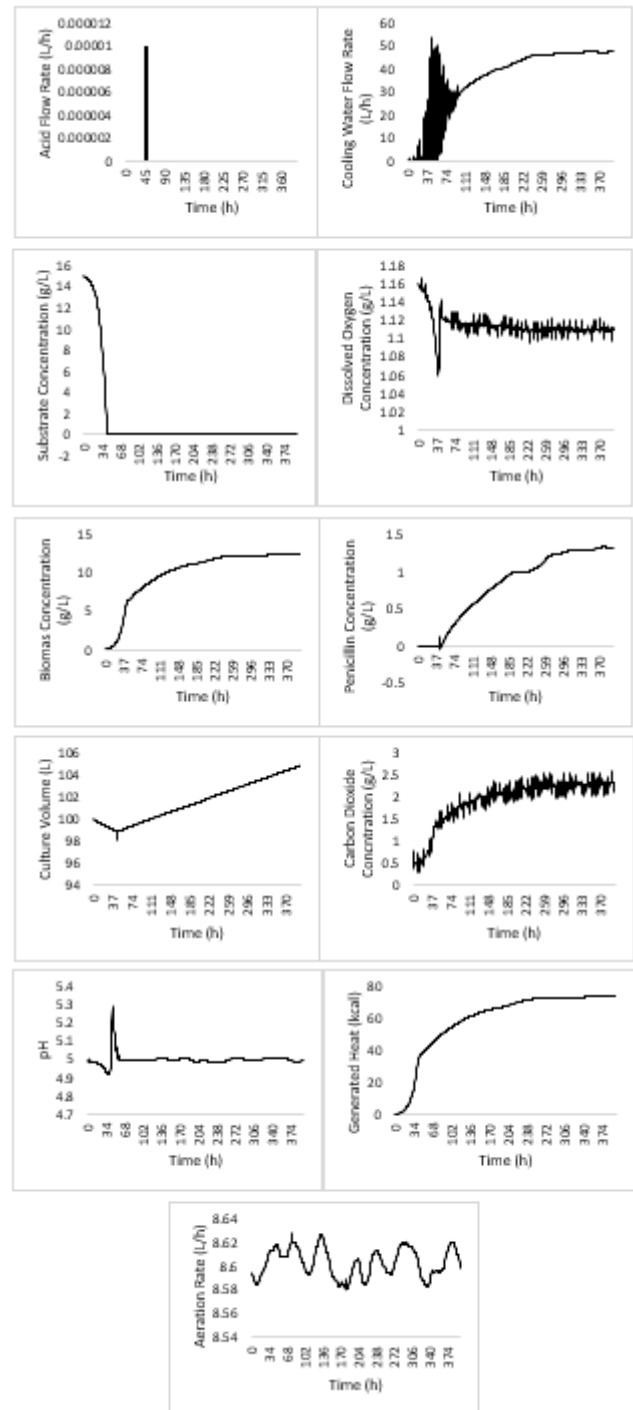 Acid Flow Rate (L/h)
0.000012
0.00001
0.000008
0.000006
0.000004
0.000002
0
0 45 90 135 180 225 270 315 360
Time (h)
Cooling Water Flow Rate
(L/h)
60
50
40
30
20
10
0
0 37 74 111 148 185 222 259 296 333 370
Time (h)
Substrate Concentration (g/L)
16
14
12
10
8
6
4
2
0
-2
0 34 68 102 136 170 204 238 272 306 340 374
Time (h)
Dissolved Oxygen
Concentration (g/L)
1.18
1.16
1.14
1.12
1.1
1.08
1.06
1.04
1.02
1
0 37 74 111 148 185 222 259 296 333 370
Time (h)
Biomas Concentration
(g/L)
15
10
5
0
0 37 74 111 148 185 222 259 296 333 370
Time (h)
Penicillin Concentration
(g/L)
1.5
1
0.5
0
-0.5
0 37 74 111 148 185 222 259 296 333 370
Time (h)
Culture Volume (L)
106
104
102
100
98
96
94
0 37 74 111 148 185 222 259 296 333 370
Time (h)
Carbon Dioxide
Concntration (g/L)
3
2.5
2
1.5
1
0.5
0
0 37 74 111 148 185 222 259 296 333 370
Time (h)
pH
5.4
5.3
5.2
5.1
5
4.9
4.8
4.7
0 34 68 102 136 170 204 238 272 306 340 374
Time (h)
Generated Heat (kcal)
80
60
40
20
0
0 34 68 102 136 170 204 238 272 306 340 374
Time (h)
Aeration Rate (L/h)
8.64
8.62
8.6
8.58
8.56
8.54
0 34 68 102 136 170 204 238 272 306 340 374
Time (h)